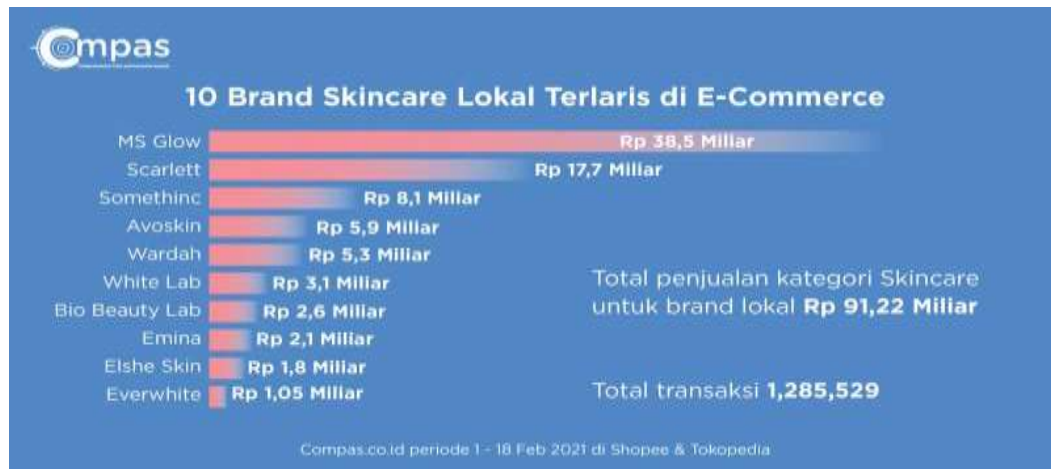 Compas
10 Brand Skincare Lokal Terlaris di E-Commerce
MS Glow Rp 38,5 Miliar
Scarlett Rp 17,7 Miliar
Somethinc Rp 8,1 Miliar
Avoskin Rp 5,9 Miliar
Wardah Rp 5,3 Miliar
White Lab Rp 3,1 Miliar
Bio Beauty Lab Rp 2,6 Miliar
Emina Rp 2,1 Miliar
Elshe Skin Rp 1,8 Miliar
Everwhite Rp 1,05 Miliar
Total penjualan kategori Skincare
untuk brand lokal Rp 91,22 Miliar
Total transaksi 1,285,529
Compas.co.id periode 1 - 18 Feb 2021 di Shopee & Tokopedia